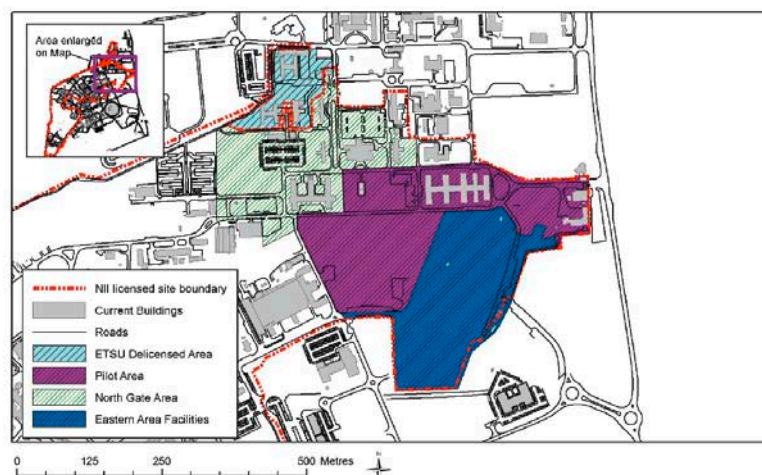 Area enlarged
on Map
NII licensed site boundary
Current Buildings
Roads
ETSU Delicensed Area
Pilot Area
North Gate Area
Eastern Area Facilities
0 125 250 500 Metres